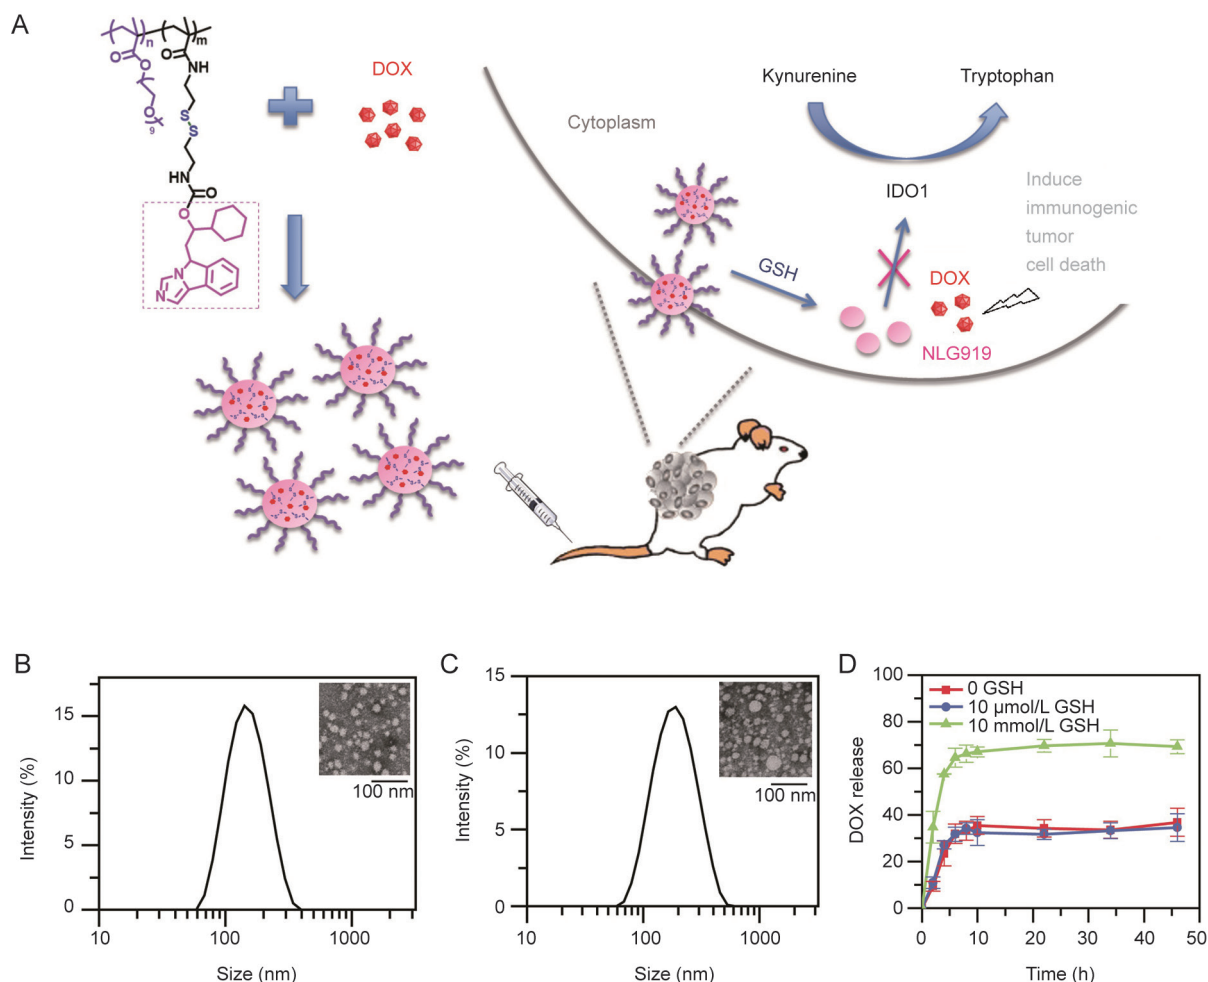 A
n
m
O
O
NH
O
9
S
S
HN
O
O
N
N
DOX
Cytoplasm
Kynurenine
Tryptophan
IDO1
Induce
immunogenic
tumor
cell death
GSH
DOX
NLG919
B
Intensity (%)
15
10
5
0
10
100
1000
Size (nm)
100 nm
C
Intensity (%)
15
10
5
0
10
100
1000
Size (nm)
100 nm
D
DOX release
100
80
60
40
20
0
0 GSH
10 µmol/L GSH
10 mmol/L GSH
0
10
20
30
40
50
Time (h)